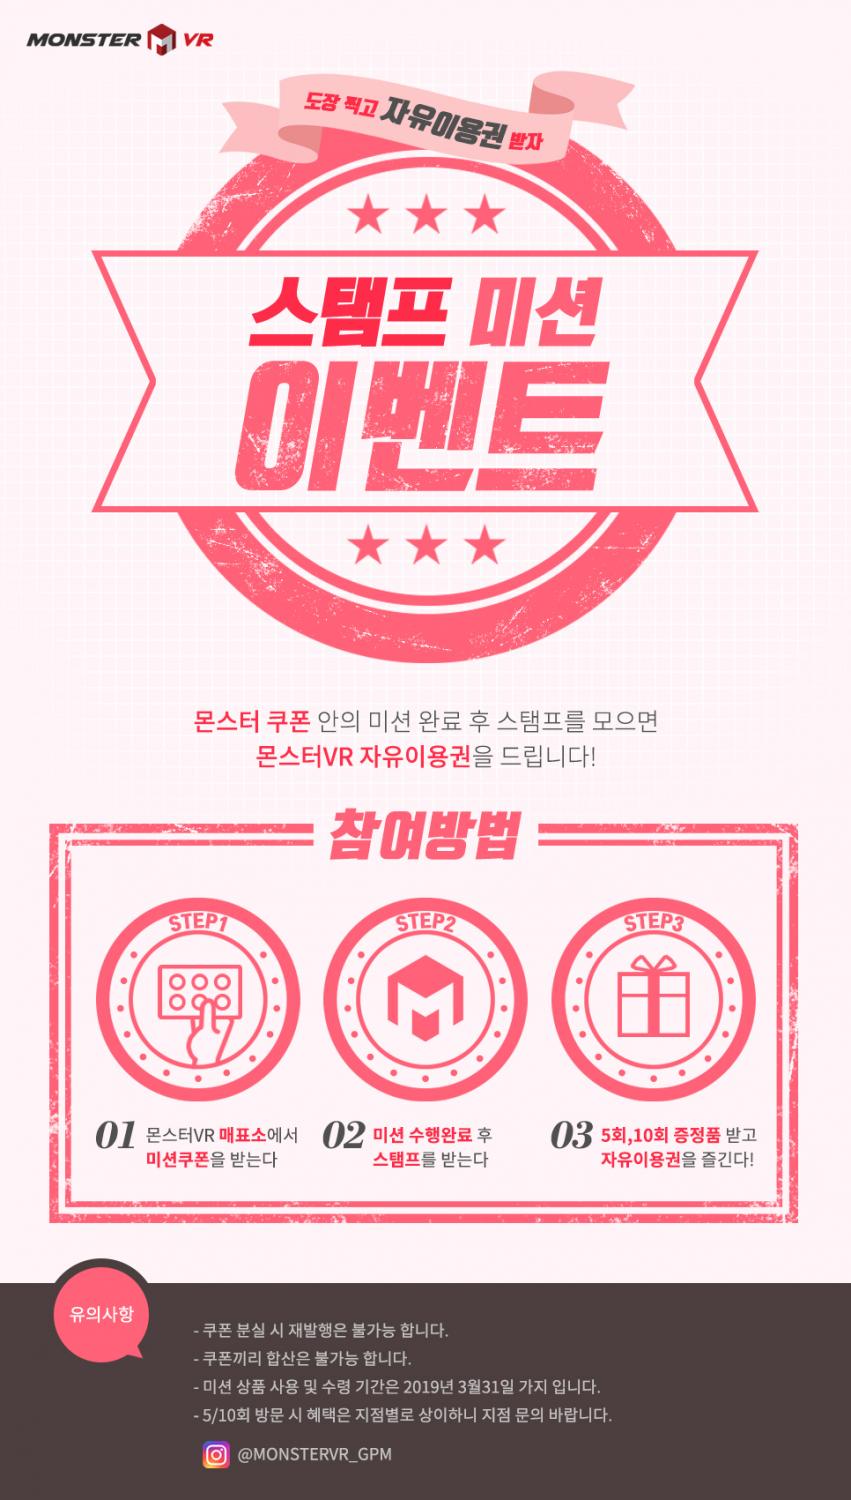 MONSTER VR
도장 찍고 자유이용권 받자
스탬프 미션
이벤트
몬스터 쿠폰 안의 미션 완료 후 스탬프를 모으면
몬스터VR 자유이용권을 드립니다!
참여방법
STEP1
STEP2
STEP3
01 몬스터VR 매표소에서
미션쿠폰을 받는다
02 미션 수행완료 후
스탬프를 받는다
03 5회,10회 증정품 받고
자유이용권을 즐긴다!
유의사항
- 쿠폰 분실 시 재발행은 불가능 합니다.
- 쿠폰끼리 합산은 불가능 합니다.
- 미션 상품 사용 및 수령 기간은 2019년 3월31일 가지 입니다.
- 5/10회 방문 시 혜택은 지점별로 상이하니 지점 문의 바랍니다.
@MONSTERVR_GPM